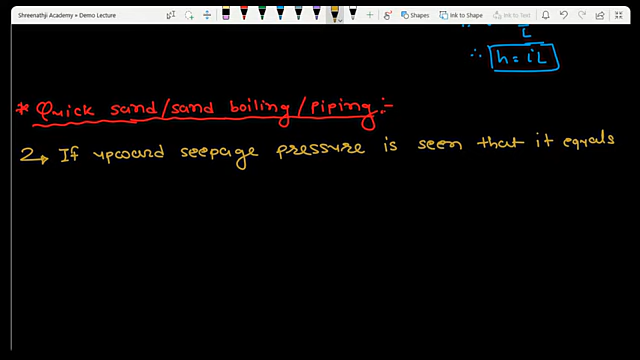 Shreenathji Academy • Demo Lecture
Shapes
Ink to Shape
Ink to Text
L
∴ h = iL
* Quick sand/sand boiling/piping:-
2→ If upward seepage pressure is seen that it equals